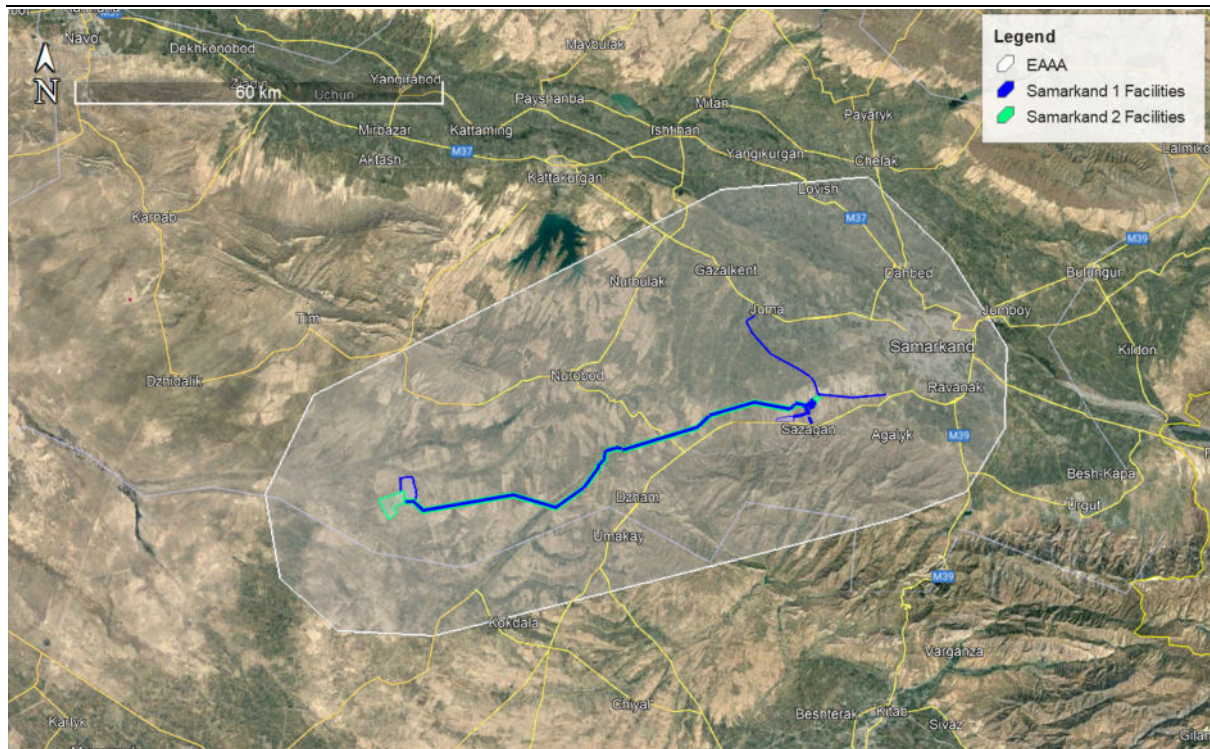 Navoi
M37
Dekhkonobod
Maybulak
Legend
EAAA
Samarkand 1 Facilities
Samarkand 2 Facilities
N
60 km
Ziadin
Uchun
Yangirabod
Payshanba
Mitan
Payaryk
Mirbazar
Kattaming
Ishtihan
M37
Aktash
Yangikurgan
Chelak
Kattakurgan
Loyish
Karnab
M37
M39
Gazalkent
Dahbed
Bulungur
Nurbulak
Juma
Jomboy
Tim
Samarkand
Kildon
Dzhidalik
Nurobod
Ravanak
Sazagan
Agalyk
M39
Besh-Kapa
Dzham
Urgut
Umakay
M39
Kokdala
Varganza
Chiyal
Beshterak
Kitab
Sivaz
Karlyk